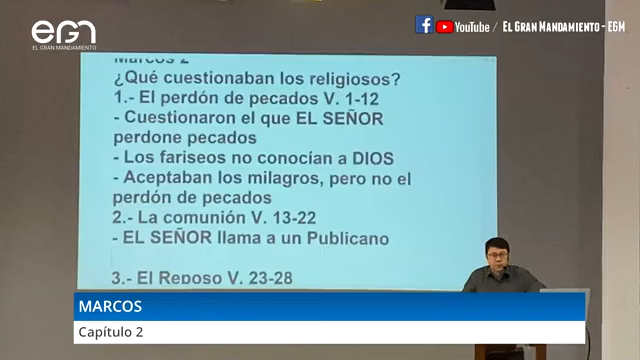 EGM
EL GRAN MANDAMIENTO
YouTube / EL GRAN MANDAMIENTO - EGM
Marcos 2
¿Qué cuestionaban los religiosos?
1.- El perdón de pecados V. 1-12
- Cuestionaron el que EL SEÑOR
perdone pecados
- Los fariseos no conocían a DIOS
- Aceptaban los milagros, pero no el
perdón de pecados
2.- La comunión V. 13-22
- EL SEÑOR llama a un Publicano
3.- El Reposo V. 23-28
MARCOS
Capítulo 2